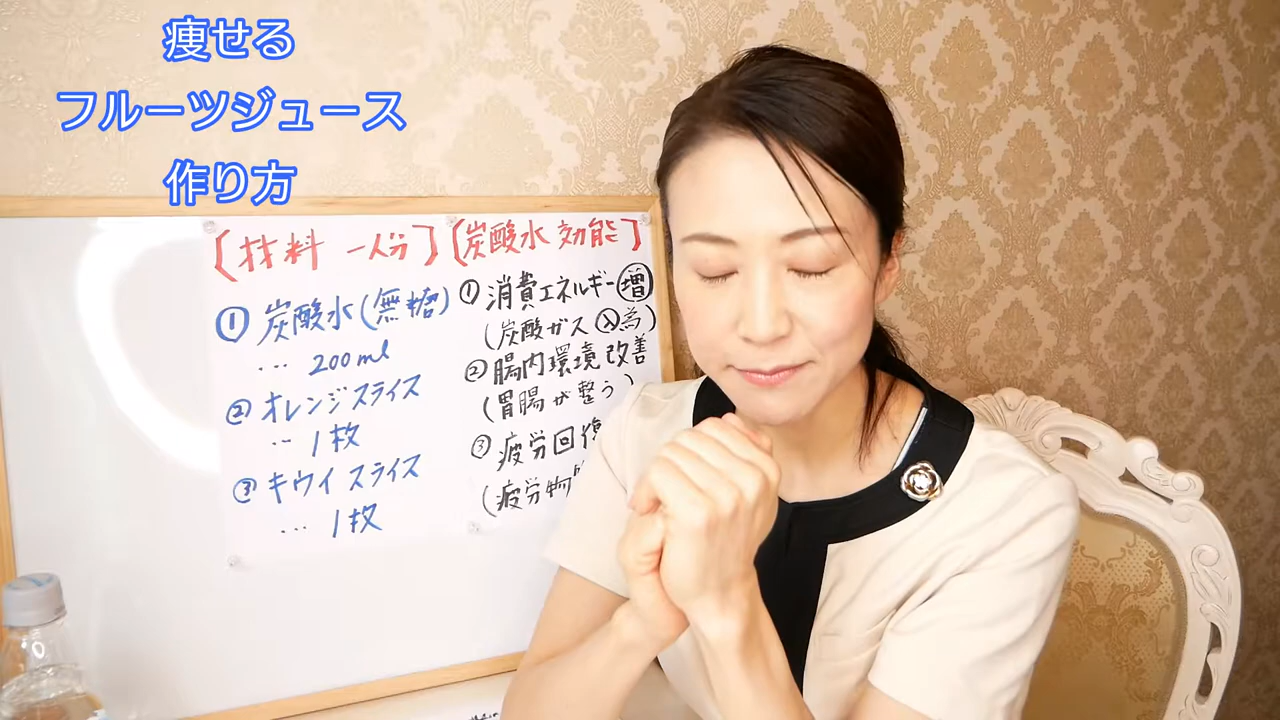 痩せる
フルーツジュース
作り方
[材料 一人分]
① 炭酸水(無糖)
… 200ml
② オレンジスライス
… 1枚
③ キウイスライス
… 1枚
[炭酸水 効能]
① 消費エネルギー増
(炭酸ガス入為)
② 腸内環境改善
(胃腸が整う)
③ 疲労回復
(疲労物